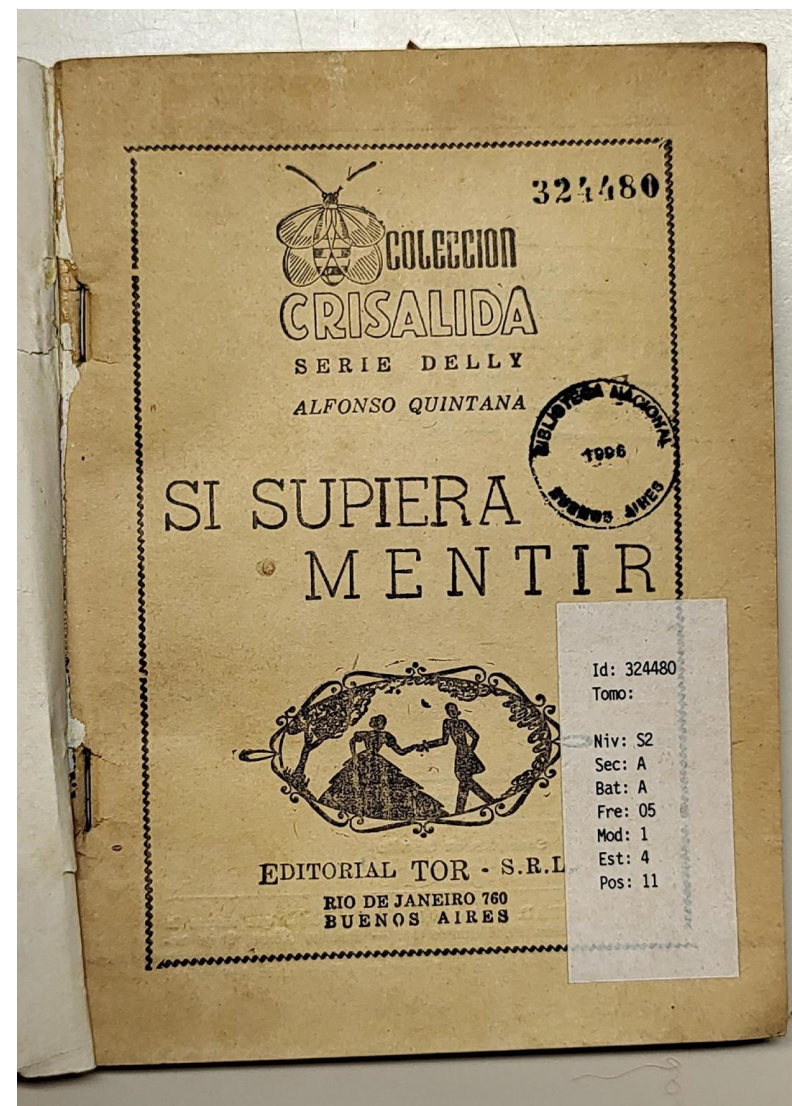 324480
COLECCION
CRISALIDA
SERIE DELLY
ALFONSO QUINTANA
BIBLIOTECA NACIONAL
1996
BUENOS AIRES
SI SUPIERA
MENTIR
Id: 324480
Tomo:
Niv: S2
Sec: A
Bat: A
Fre: 05
Mod: 1
Est: 4
Pos: 11
EDITORIAL TOR - S.R.L
RIO DE JANEIRO 760
BUENOS AIRES